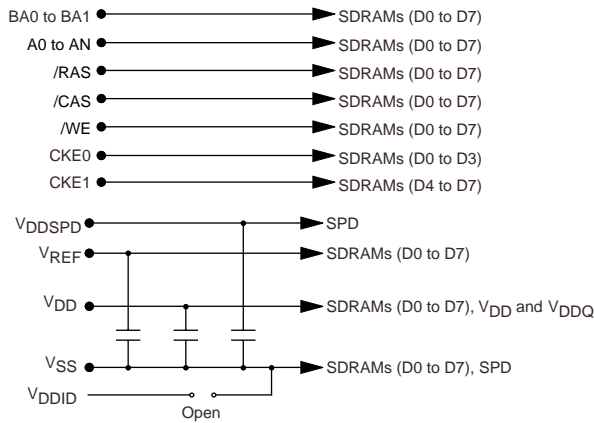 BA0 to BA1 SDRAMs (D0 to D7)
A0 to AN SDRAMs (D0 to D7)
/RAS SDRAMs (D0 to D7)
/CAS SDRAMs (D0 to D7)
/WE SDRAMs (D0 to D7)
CKE0 SDRAMs (D0 to D3)
CKE1 SDRAMs (D4 to D7)
VDDSPD SPD
VREF SDRAMs (D0 to D7)
VDD SDRAMs (D0 to D7), VDD and VDDQ
VSS SDRAMs (D0 to D7), SPD
VDDID
Open